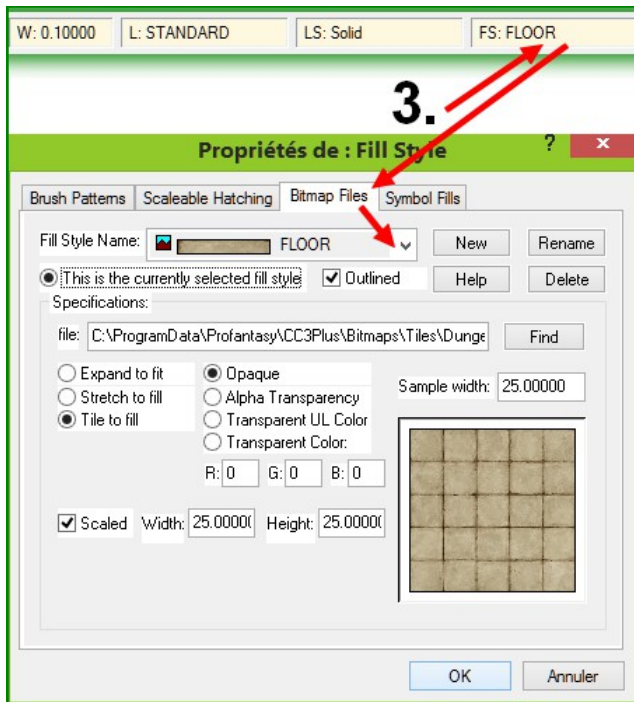 W: 0.10000 L: STANDARD LS: Solid FS: FLOOR
3.
Propriétés de : Fill Style ? x
Brush Patterns Scaleable Hatching Bitmap Files Symbol Fills
Fill Style Name: FLOOR New Rename
This is the currently selected fill style Outlined Help Delete
Specifications:
file: C:\ProgramData\Profantasy\CC3Plus\Bitmaps\Tiles\Dunge Find
Expand to fit Opaque
Stretch to fill Alpha Transparency Sample width: 25.00000
Tile to fill Transparent UL Color
Transparent Color:
R: 0 G: 0 B: 0
Scaled Width: 25.0000( Height: 25.0000(
OK Annuler